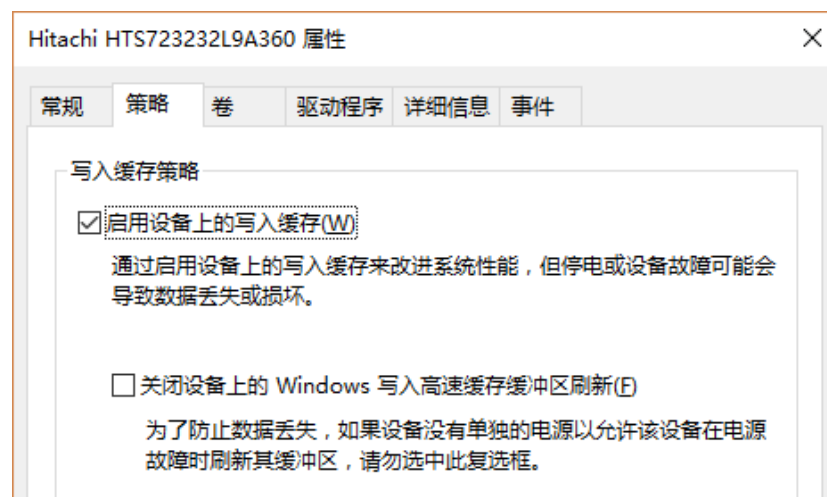 Hitachi HTS723232L9A360 属性
常规 策略 卷 驱动程序 详细信息 事件
写入缓存策略
启用设备上的写入缓存(W)
通过启用设备上的写入缓存来改进系统性能，但停电或设备故障可能会
导致数据丢失或损坏。
关闭设备上的 Windows 写入高速缓存缓冲区刷新(F)
为了防止数据丢失，如果设备没有单独的电源以允许该设备在电源
故障时刷新其缓冲区，请勿选中此复选框。